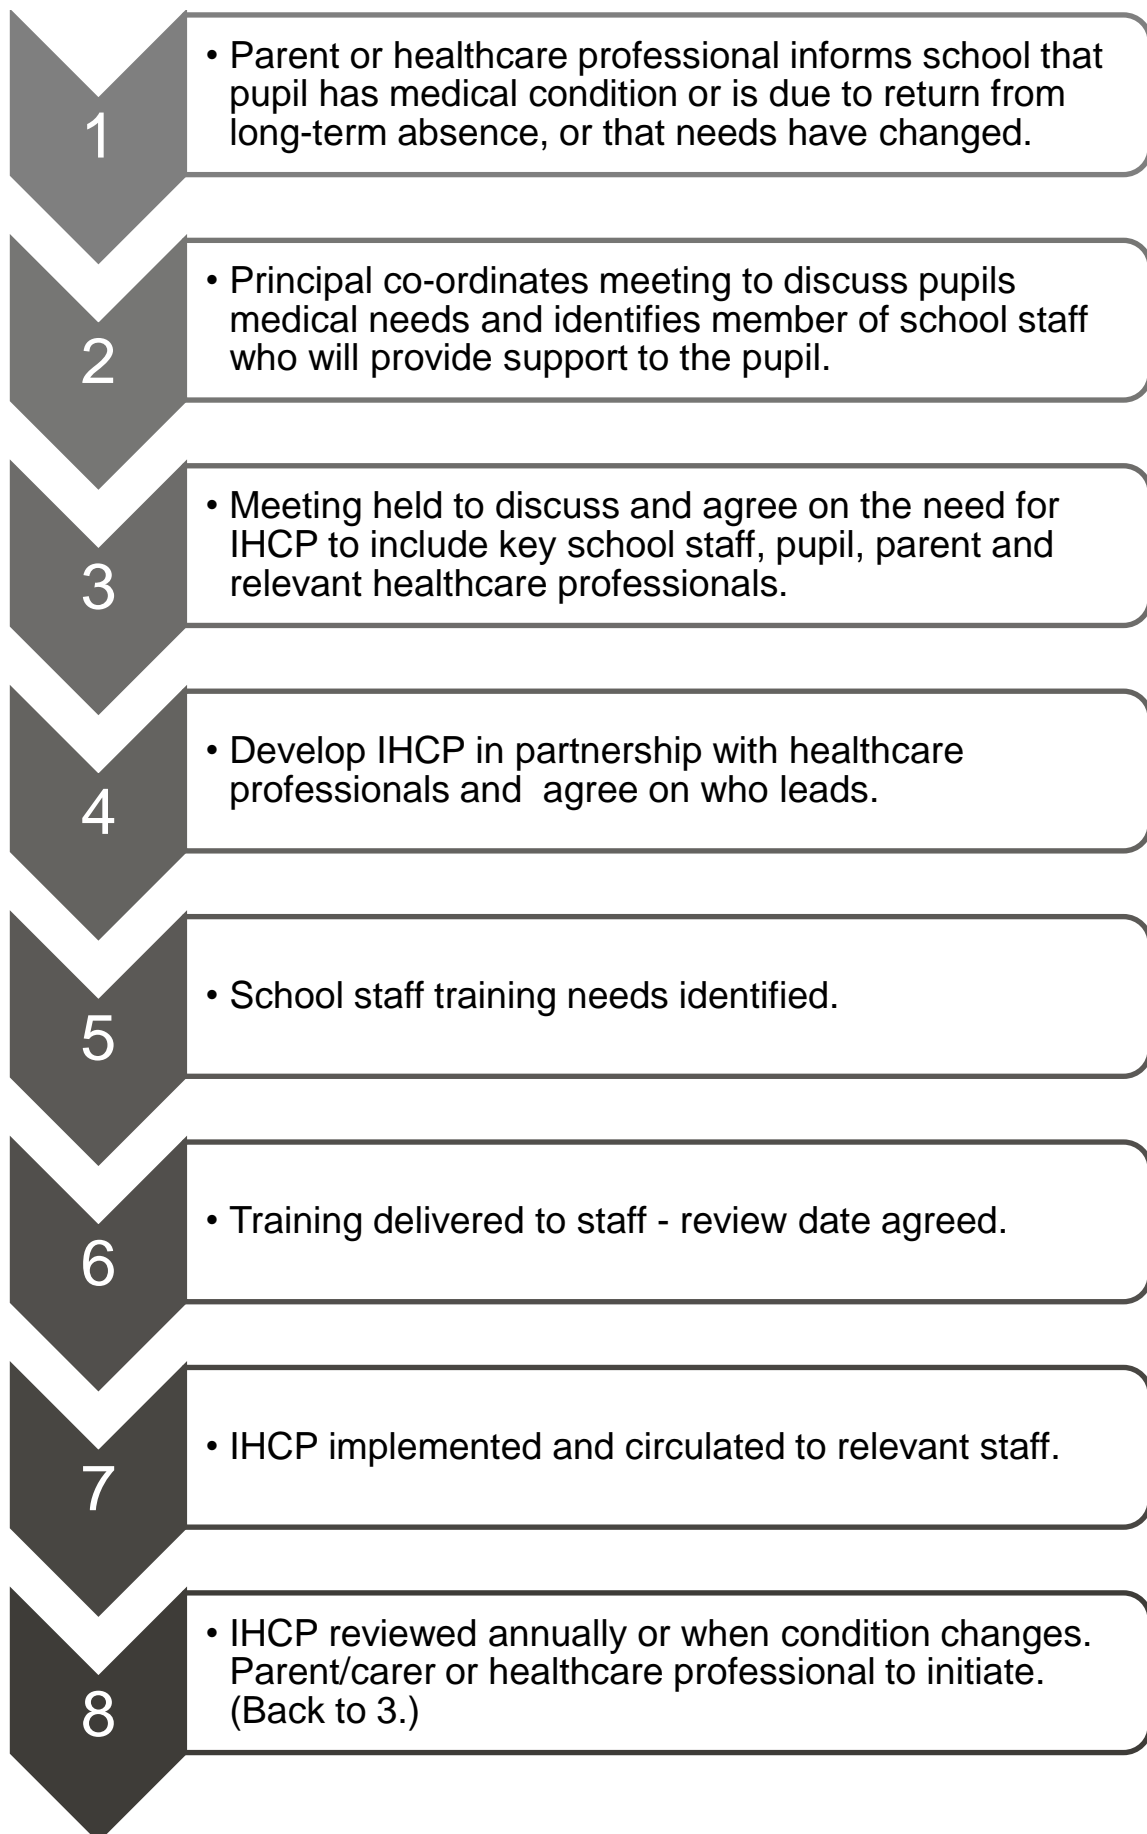 1
• Parent or healthcare professional informs school that
pupil has medical condition or is due to return from
long-term absence, or that needs have changed.
2
• Principal co-ordinates meeting to discuss pupils
medical needs and identifies member of school staff
who will provide support to the pupil.
3
• Meeting held to discuss and agree on the need for
IHCP to include key school staff, pupil, parent and
relevant healthcare professionals.
4
• Develop IHCP in partnership with healthcare
professionals and  agree on who leads.
5
• School staff training needs identified.
6
• Training delivered to staff - review date agreed.
7
• IHCP implemented and circulated to relevant staff.
8
• IHCP reviewed annually or when condition changes.
Parent/carer or healthcare professional to initiate.
(Back to 3.)